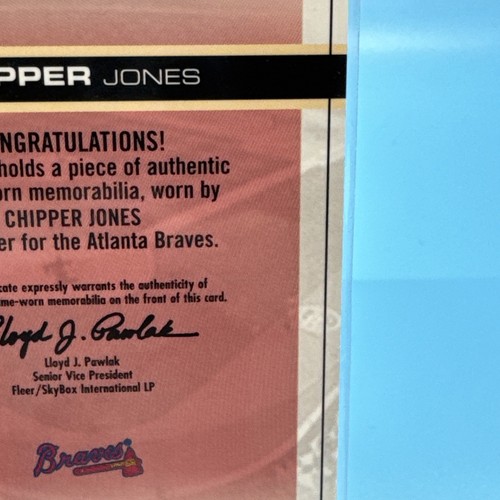 PPER JONES
NGRATULATIONS!
holds a piece of authentic
rn memorabilia, worn by
CHIPPER JONES
er for the Atlanta Braves.
cate expressly warrants the authenticity of
me-worn memorabilia on the front of this card.
Lloyd J. Pawlak
Lloyd J. Pawlak
Senior Vice President
Fleer/SkyBox International LP
Braves